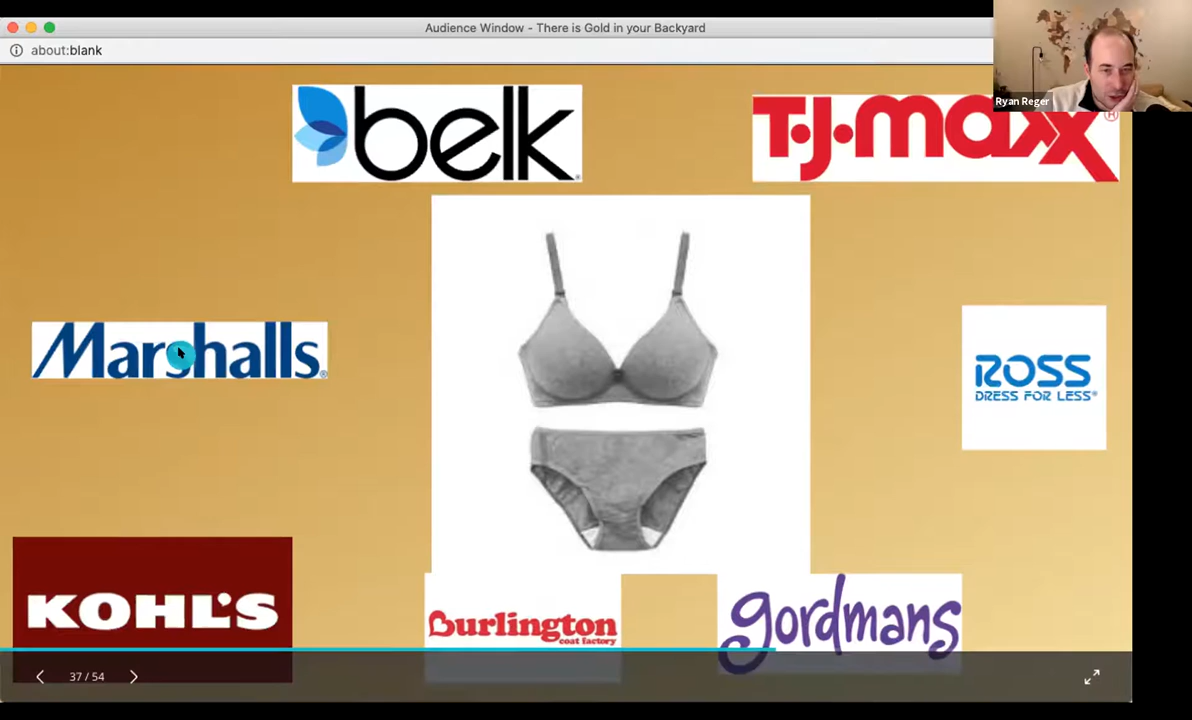 Audience Window - There is Gold in your Backyard
about:blank
Ryan Reger
belk
T·J·maxx
Marshalls
ROSS
DRESS FOR LESS
KOHL'S
Burlington
coat factory
gordmans
37 / 54